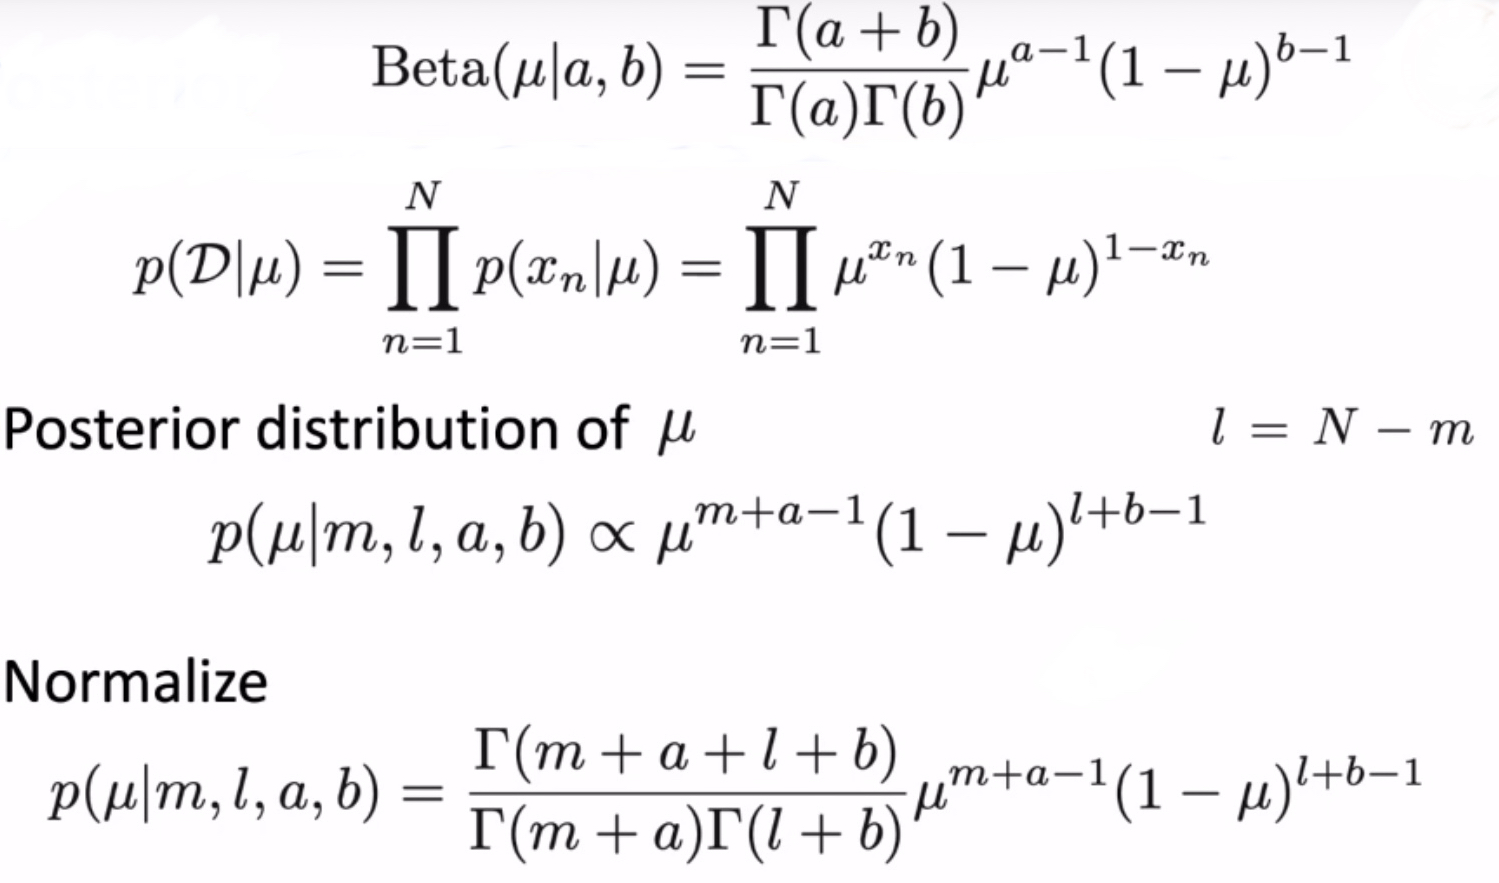 Beta(μ|a, b) = Γ(a + b) / Γ(a)Γ(b) μ^{a−1}(1 − μ)^{b−1}
p(𝒟|μ) = ∏_{n=1}^{N} p(x_n|μ) = ∏_{n=1}^{N} μ^{x_n}(1 − μ)^{1−x_n}
Posterior distribution of μ l = N − m
p(μ|m, l, a, b) ∝ μ^{m+a−1}(1 − μ)^{l+b−1}
Normalize
p(μ|m, l, a, b) = Γ(m + a + l + b) / Γ(m + a)Γ(l + b) μ^{m+a−1}(1 − μ)^{l+b−1}